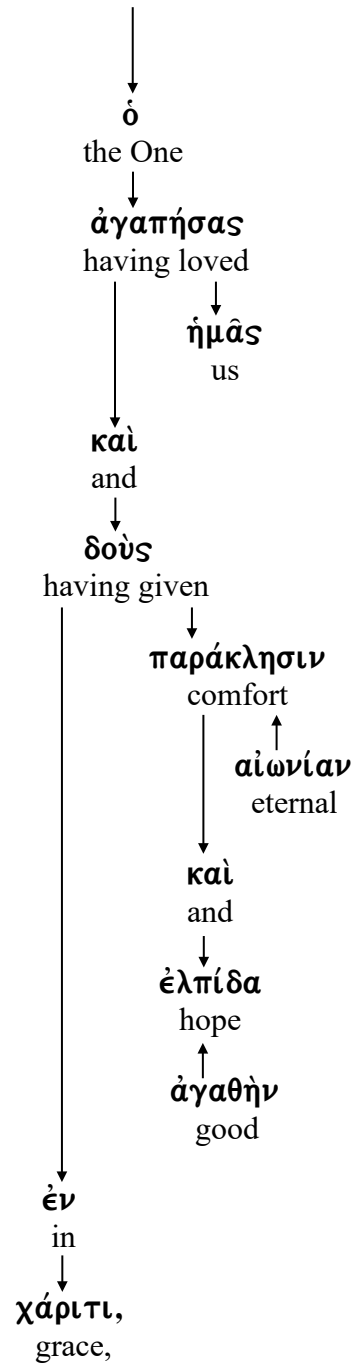 ὁ
the One
ἀγαπήσας
having loved
ἡμᾶς
us
καὶ
and
δοὺς
having given
παράκλησιν
comfort
αἰωνίαν
eternal
καὶ
and
ἐλπίδα
hope
ἀγαθὴν
good
ἐν
in
χάριτι,
grace,